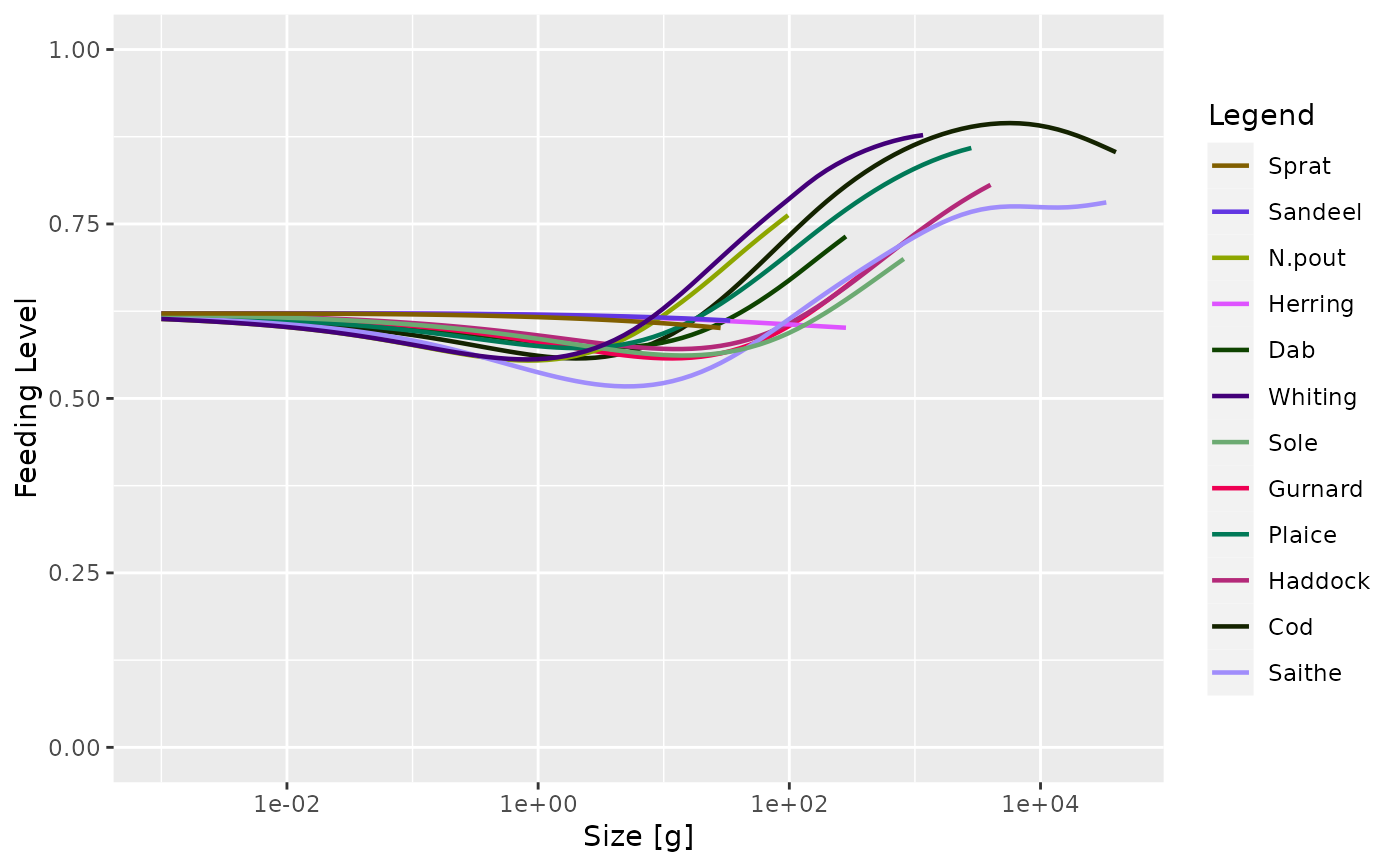 1.00
0.75
0.50
0.25
0.00
Feeding Level
1e-02
1e+00
1e+02
1e+04
Size [g]
Legend
Sprat
Sandeel
N.pout
Herring
Dab
Whiting
Sole
Gurnard
Plaice
Haddock
Cod
Saithe